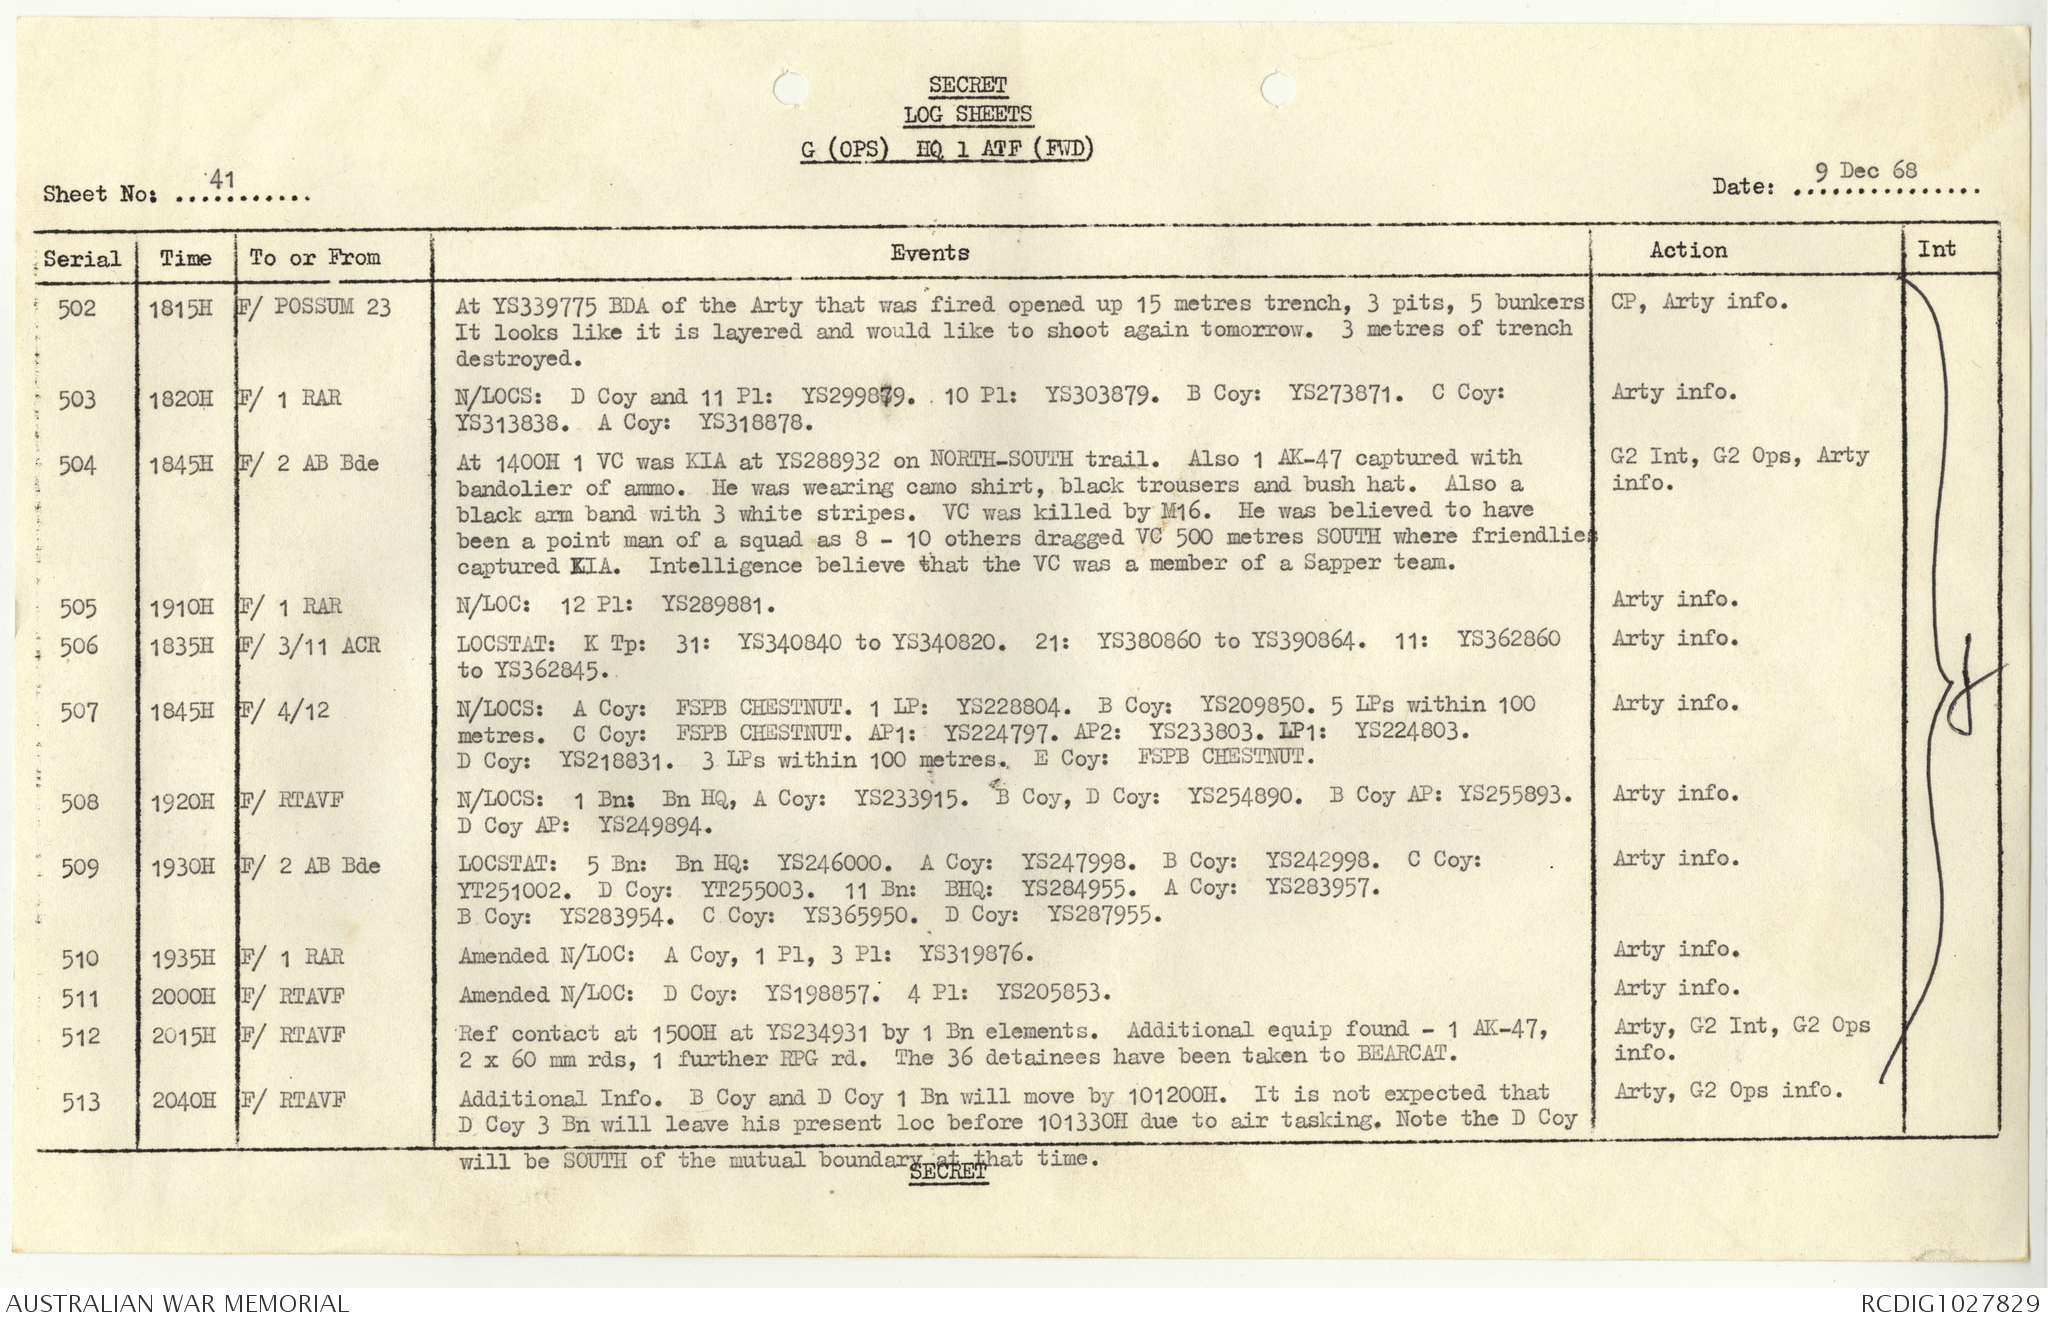 SECRET
LOG SHEETS
G (OPS) HQ 1 ATF (FWD)
Sheet No: 41
Date: 9 Dec 68
Serial Time To or From Events Action Int
502 1815H F/ POSSUM 23 At YS339775 BDA of the Arty that was fired opened up 15 metres trench, 3 pits, 5 bunkers CP, Arty info.
It looks like it is layered and would like to shoot again tomorrow. 3 metres of trench
destroyed.
503 1820H F/ 1 RAR N/LOCS: D Coy and 11 Pl: YS299879. 10 Pl: YS303879. B Coy: YS273871. C Coy: Arty info.
YS313838. A Coy: YS318878.
504 1845H F/ 2 AB Bde At 1400H 1 VC was KIA at YS288932 on NORTH-SOUTH trail. Also 1 AK-47 captured with G2 Int, G2 Ops, Arty
bandolier of ammo. He was wearing camo shirt, black trousers and bush hat. Also a info.
black arm band with 3 white stripes. VC was killed by M16. He was believed to have
been a point man of a squad as 8 - 10 others dragged VC 500 metres SOUTH where friendlies
captured KIA. Intelligence believe that the VC was a member of a Sapper team.
505 1910H F/ 1 RAR N/LOC: 12 Pl: YS289881. Arty info.
506 1835H F/ 3/11 ACR LOCSTAT: K Tp: 31: YS340840 to YS340820. 21: YS380860 to YS390864. 11: YS362860 Arty info.
to YS362845.
507 1845H F/ 4/12 N/LOCS: A Coy: FSPB CHESTNUT. 1 LP: YS228804. B Coy: YS209850. 5 LPs within 100 Arty info.
metres. C Coy: FSPB CHESTNUT. AP1: YS224797. AP2: YS233803. LP1: YS224803.
D Coy: YS218831. 3 LPs within 100 metres. E Coy: FSPB CHESTNUT.
508 1920H F/ RTAVF N/LOCS: 1 Bn: Bn HQ, A Coy: YS233915. B Coy, D Coy: YS254890. B Coy AP: YS255893. Arty info.
D Coy AP: YS249894.
509 1930H F/ 2 AB Bde LOCSTAT: 5 Bn: Bn HQ: YS246000. A Coy: YS247998. B Coy: YS242998. C Coy: Arty info.
YT251002. D Coy: YT255003. 11 Bn: BHQ: YS284955. A Coy: YS283957.
B Coy: YS283954. C Coy: YS365950. D Coy: YS287955.
510 1935H F/ 1 RAR Amended N/LOC: A Coy, 1 Pl, 3 Pl: YS319876. Arty info.
511 2000H F/ RTAVF Amended N/LOC: D Coy: YS198857. 4 Pl: YS205853. Arty info.
512 2015H F/ RTAVF Ref contact at 1500H at YS234931 by 1 Bn elements. Additional equip found - 1 AK-47, Arty, G2 Int, G2 Ops
2 x 60 mm rds, 1 further RPG rd. The 36 detainees have been taken to BEARCAT. info.
513 2040H F/ RTAVF Additional Info. B Coy and D Coy 1 Bn will move by 101200H. It is not expected that Arty, G2 Ops info.
D Coy 3 Bn will leave his present loc before 101330H due to air tasking. Note the D Coy
will be SOUTH of the mutual boundary at that time.
SECRET
AUSTRALIAN WAR MEMORIAL
RCDIG1027829